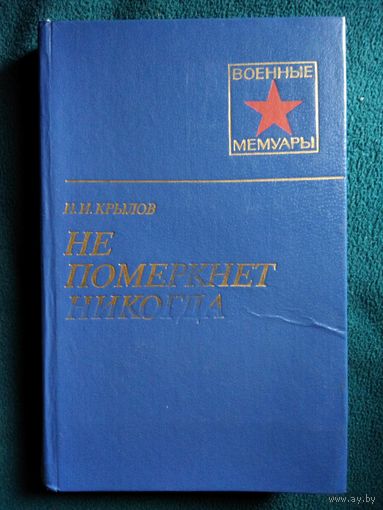 ВОЕННЫЕ
МЕМУАРЫ
Н. И. КРЫЛОВ
НЕ
ПОМЕРКНЕТ
НИКОГДА
ay.by